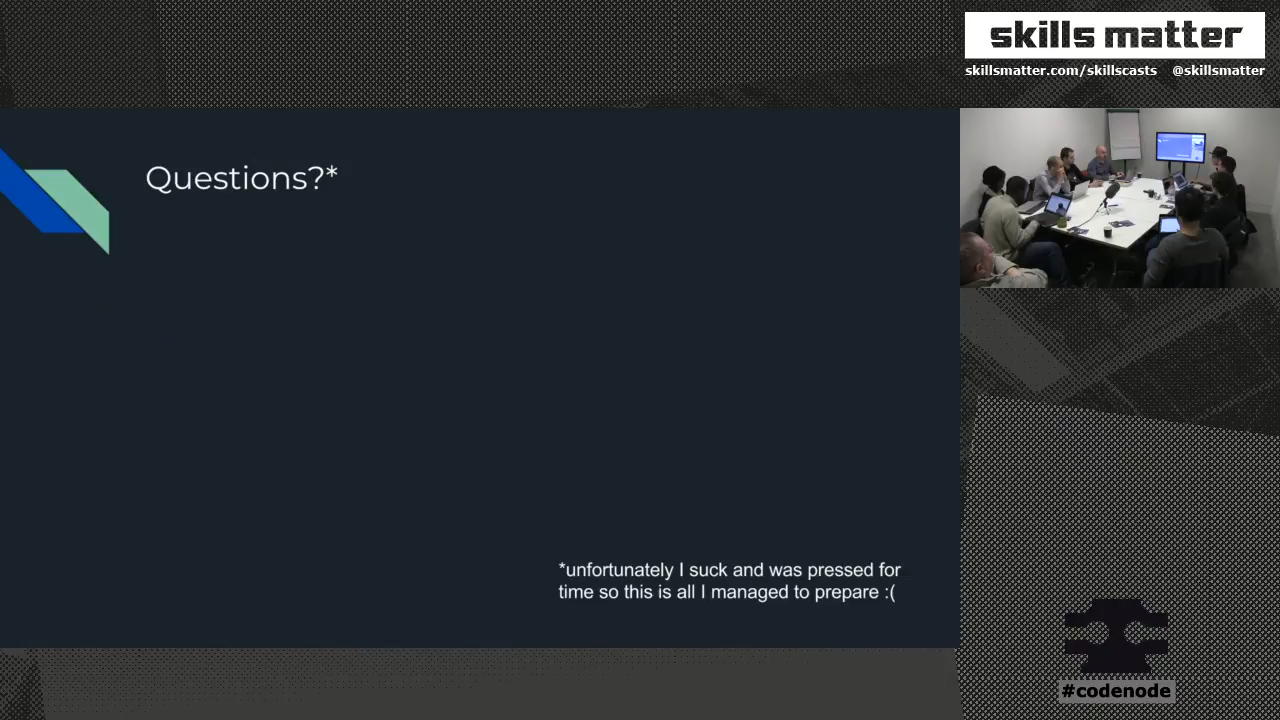 skills matter
skillsmatter.com/skillscasts @skillsmatter
Questions?*
*unfortunately I suck and was pressed for
time so this is all I managed to prepare :(
#codenode